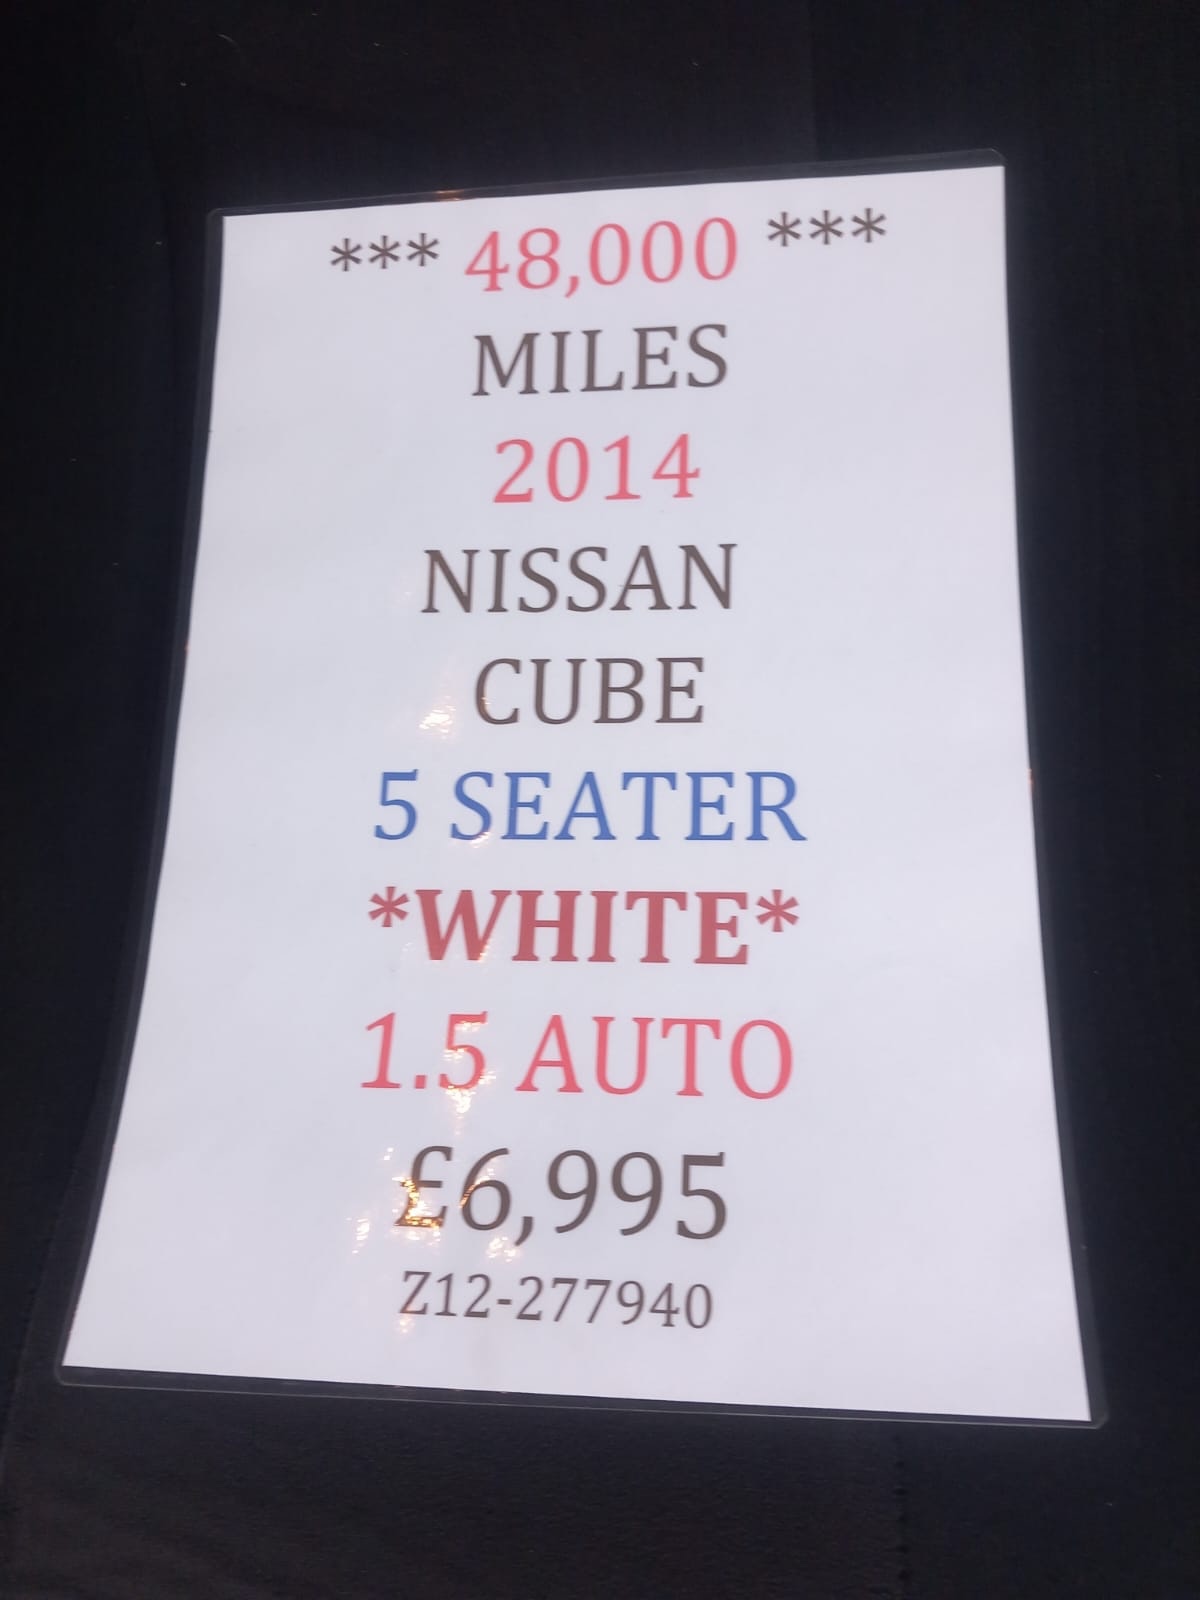 *** 48,000 ***
MILES
2014
NISSAN
CUBE
5 SEATER
*WHITE*
1.5 AUTO
£6,995
Z12-277940